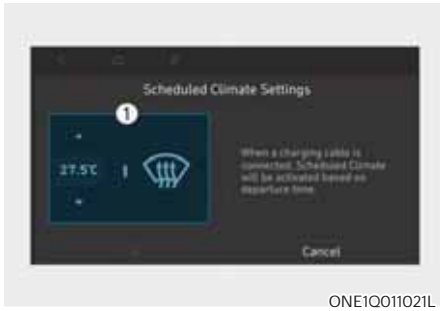 Scheduled Climate Settings
1
27.5°C
When a charging cable is
connected, Scheduled Climate
will be activated based on
departure time.
Cancel
ONE1Q011021L